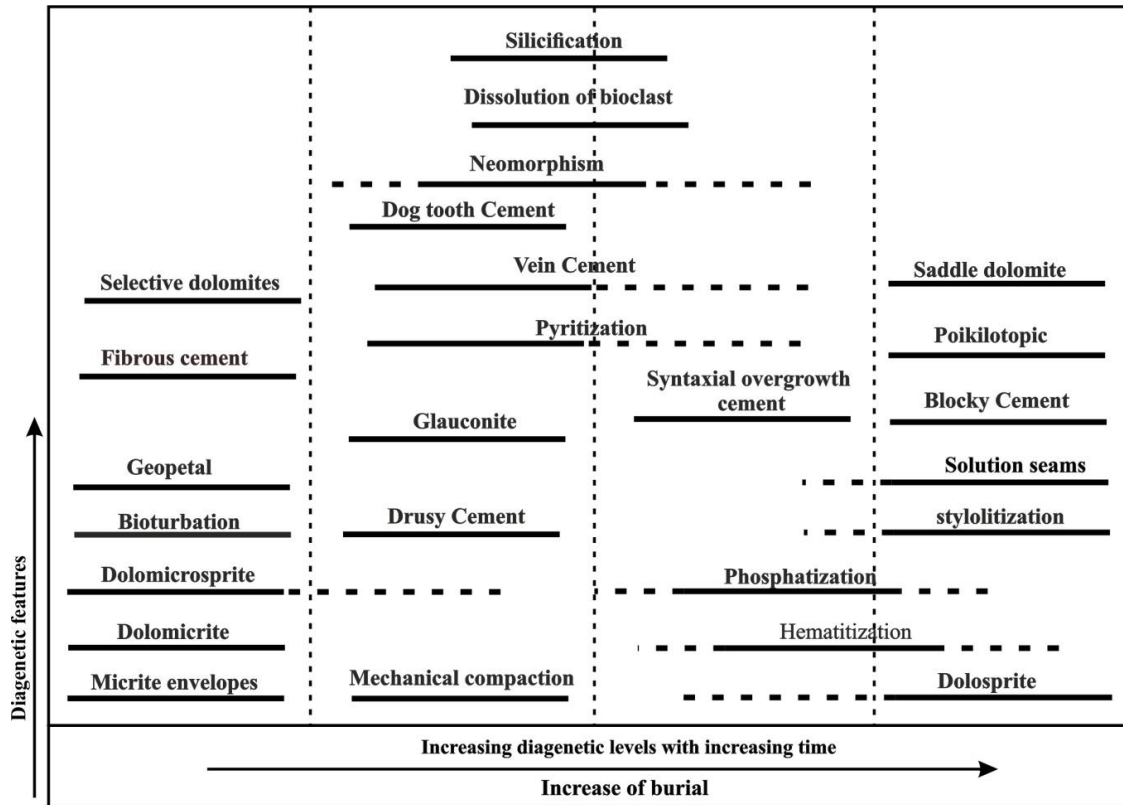 Silicification
Dissolution of bioclast
Neomorphism
Dog tooth Cement
Vein Cement
Saddle dolomite
Selective dolomites
Pyritization
Poikilotopic
Fibrous cement
Syntaxial overgrowth
cement
Blocky Cement
Glauconite
Geopetal
Solution seams
Bioturbation
Drusy Cement
stylolitization
Dolomicrosprite
Phosphatization
Dolomicrite
Hematitization
Micrite envelopes
Mechanical compaction
Dolosprite
Diagenetic features
Increasing diagenetic levels with increasing time
Increase of burial